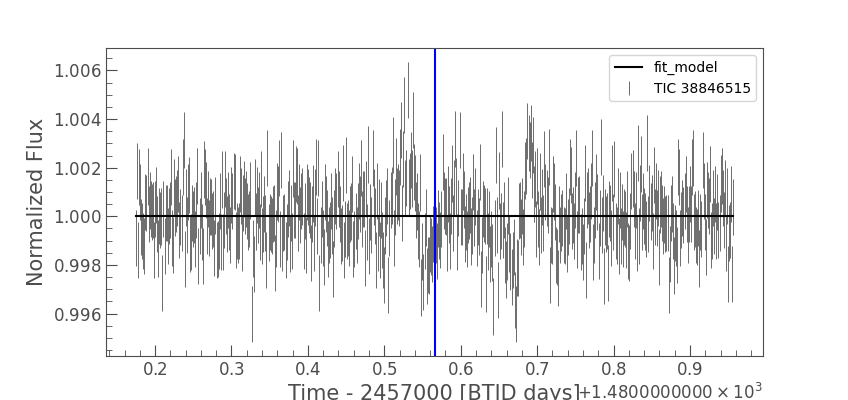 1.006
1.004
1.002
1.000
0.998
0.996
Normalized Flux
fit_model
TIC 38846515
0.2 0.3 0.4 0.5 0.6 0.7 0.8 0.9
Time - 2457000 [BTJD days]
+1.4800000000 × 10³